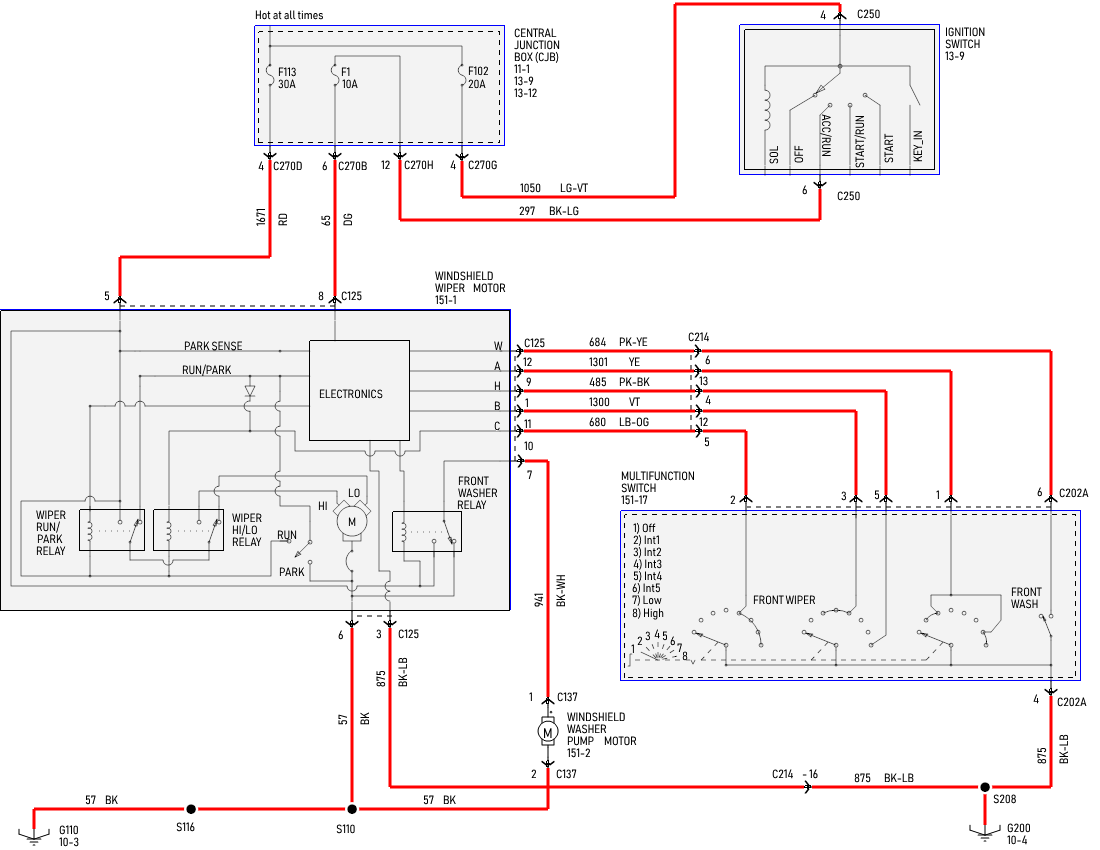 Hot at all times
F113
30A
F1
10A
F102
20A
CENTRAL
JUNCTION
BOX (CJB)
11-1
13-9
13-12
4 C270D
6 C270B
12 C270H
4 C270G
1671
RD
65
DG
1050 LG-VT
297 BK-LG
4 C250
IGNITION
SWITCH
13-9
SOL
OFF
ACC/RUN
START/RUN
START
KEY_IN
6 C250
WINDSHIELD
WIPER MOTOR
151-1
5
8 C125
PARK SENSE
RUN/PARK
ELECTRONICS
W
A
H
B
C
C125
12
9
1
11
10
7
684 PK-YE
1301 YE
485 PK-BK
1300 VT
680 LB-OG
C214
6
13
4
12
5
WIPER
RUN/
PARK
RELAY
WIPER
HI/LO
RELAY
RUN
PARK
HI
LO
M
FRONT
WASHER
RELAY
6
3 C125
57
BK
875
BK-LB
941
BK-WH
MULTIFUNCTION
SWITCH
151-17
2
3
5
1
6 C202A
1) Off
2) Int1
3) Int2
4) Int3
5) Int4
6) Int5
7) Low
8) High
FRONT WIPER
FRONT
WASH
1 2 3 4 5 6 7 8
4 C202A
875
BK-LB
1 C137
M
WINDSHIELD
WASHER
PUMP MOTOR
151-2
2 C137
C214 - 16
875 BK-LB
S208
G200
10-4
57 BK
57 BK
S116
S110
G110
10-3